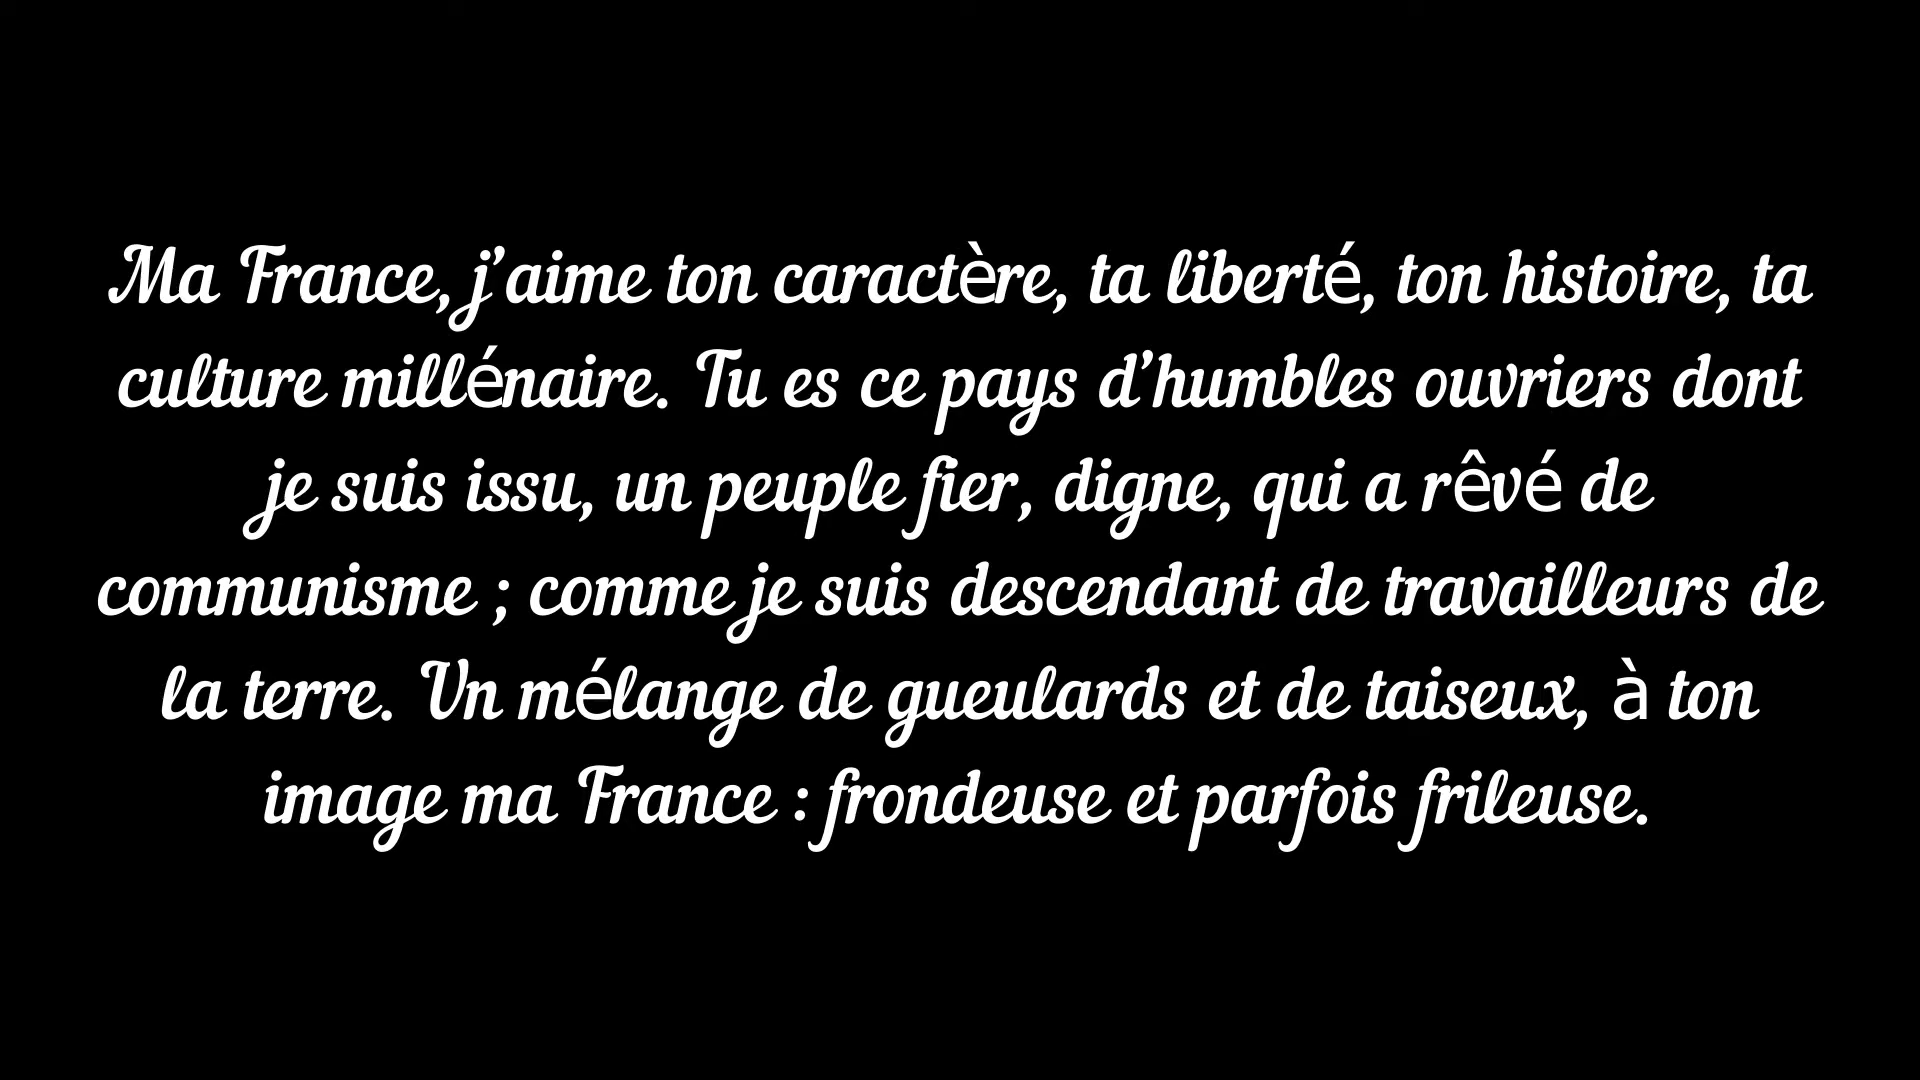 Ma France, j’aime ton caractère, ta liberté, ton histoire, ta
culture millénaire. Tu es ce pays d’humbles ouvriers dont
je suis issu, un peuple fier, digne, qui a rêvé de
communisme ; comme je suis descendant de travailleurs de
la terre. Un mélange de gueulards et de taiseux, à ton
image ma France : frondeuse et parfois frileuse.